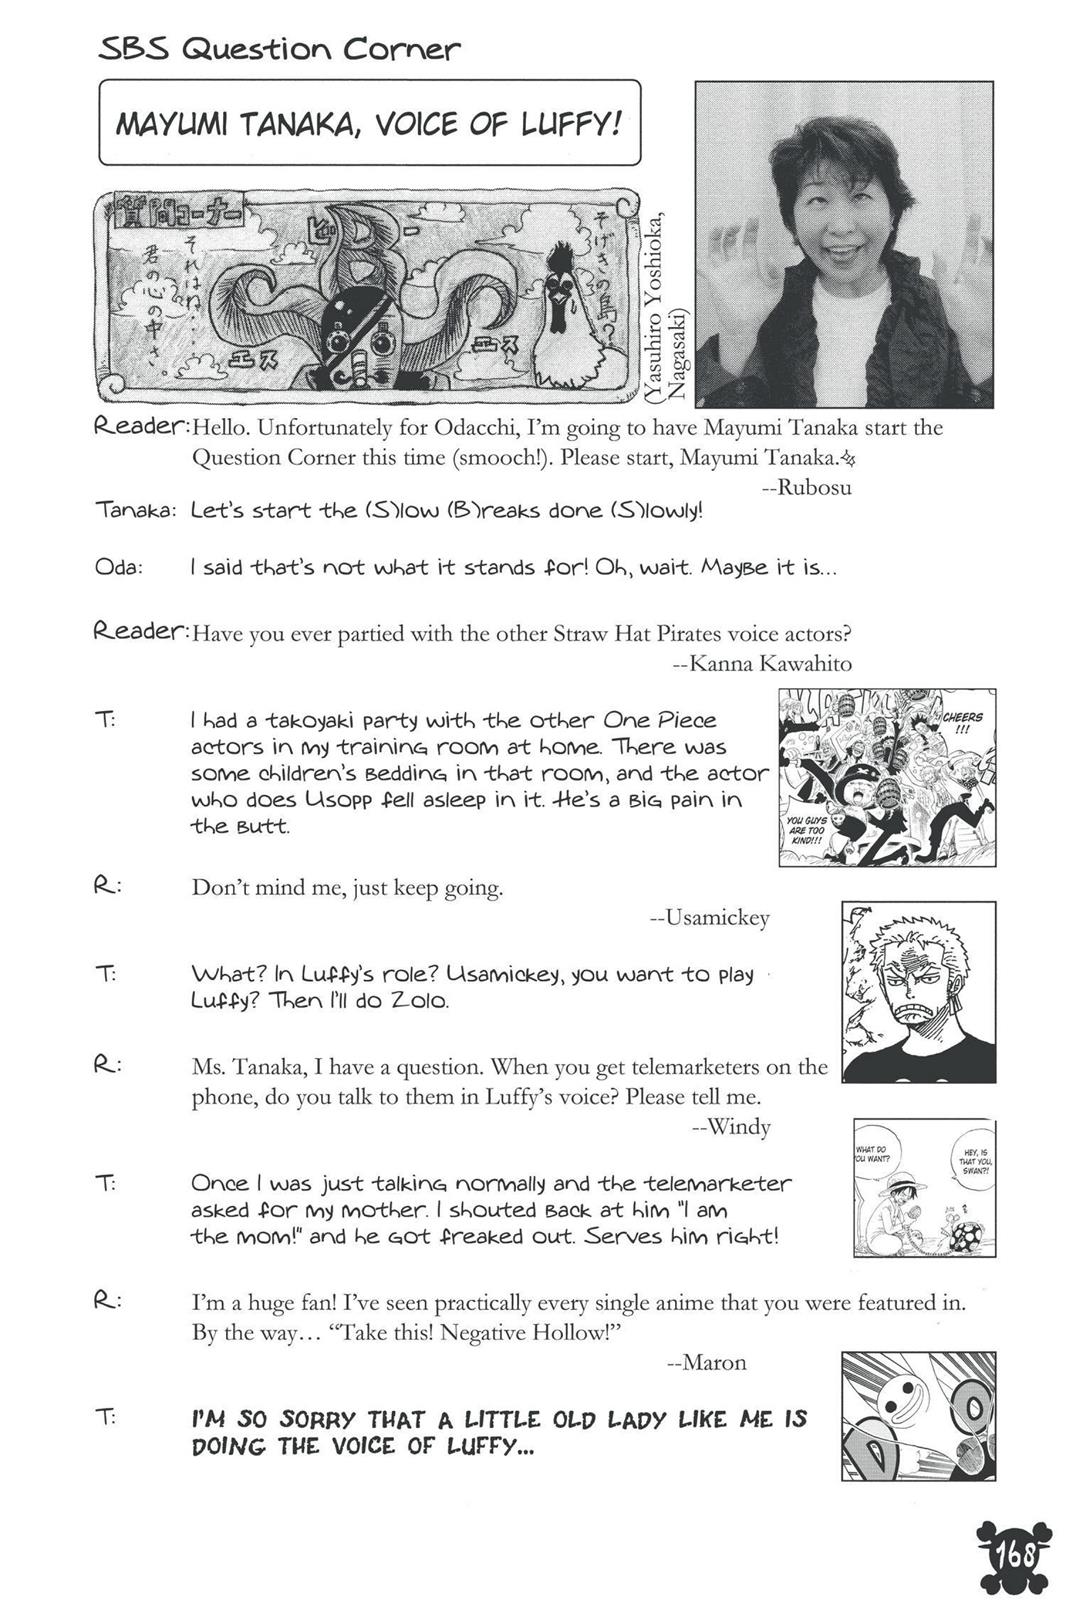 SBS Question Corner
MAYUMI TANAKA, VOICE OF LUFFY!
質問コーナー
それはね...
君の心の中さ。
ビー
エス
エス
そげきの島?
(Yasuhiro Yoshioka,
Nagasaki)
Reader: Hello. Unfortunately for Odacchi, I'm going to have Mayumi Tanaka start the
Question Corner this time (smooch!). Please start, Mayumi Tanaka.
--Rubosu
Tanaka: Let's start the (S)low (B)reaks done (S)lowly!
Oda: I said that's not what it stands for! Oh, wait. Maybe it is...
Reader: Have you ever partied with the other Straw Hat Pirates voice actors?
--Kanna Kawahito
T: I had a takoyaki party with the other One Piece
actors in my training room at home. There was
some children's bedding in that room, and the actor
who does Usopp fell asleep in it. He's a big pain in
the butt.
CHEERS
!!!
YOU GUYS
ARE TOO
KIND!!!
R: Don't mind me, just keep going.
--Usamickey
T: What? In Luffy's role? Usamickey, you want to play
Luffy? Then I'll do Zolo.
R: Ms. Tanaka, I have a question. When you get telemarketers on the
phone, do you talk to them in Luffy's voice? Please tell me.
--Windy
WHAT DO
YOU WANT?
HEY, IS
THAT YOU,
SWAN?!
T: Once I was just talking normally and the telemarketer
asked for my mother. I shouted back at him "I am
the mom!" and he got freaked out. Serves him right!
R: I'm a huge fan! I've seen practically every single anime that you were featured in.
By the way… "Take this! Negative Hollow!"
--Maron
T: I'M SO SORRY THAT A LITTLE OLD LADY LIKE ME IS
DOING THE VOICE OF LUFFY...
168